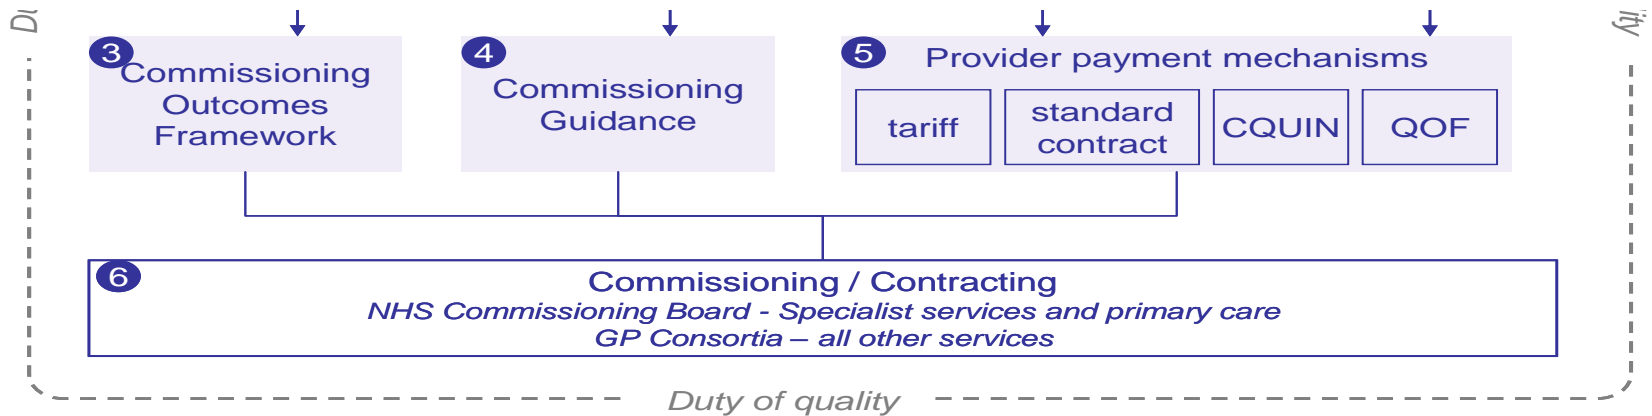 3
Commissioning
Outcomes
Framework
4
Commissioning
Guidance
5
Provider payment mechanisms
tariff
standard
contract
CQUIN
QOF
6
Commissioning / Contracting
NHS Commissioning Board - Specialist services and primary care
GP Consortia – all other services
Duty of quality